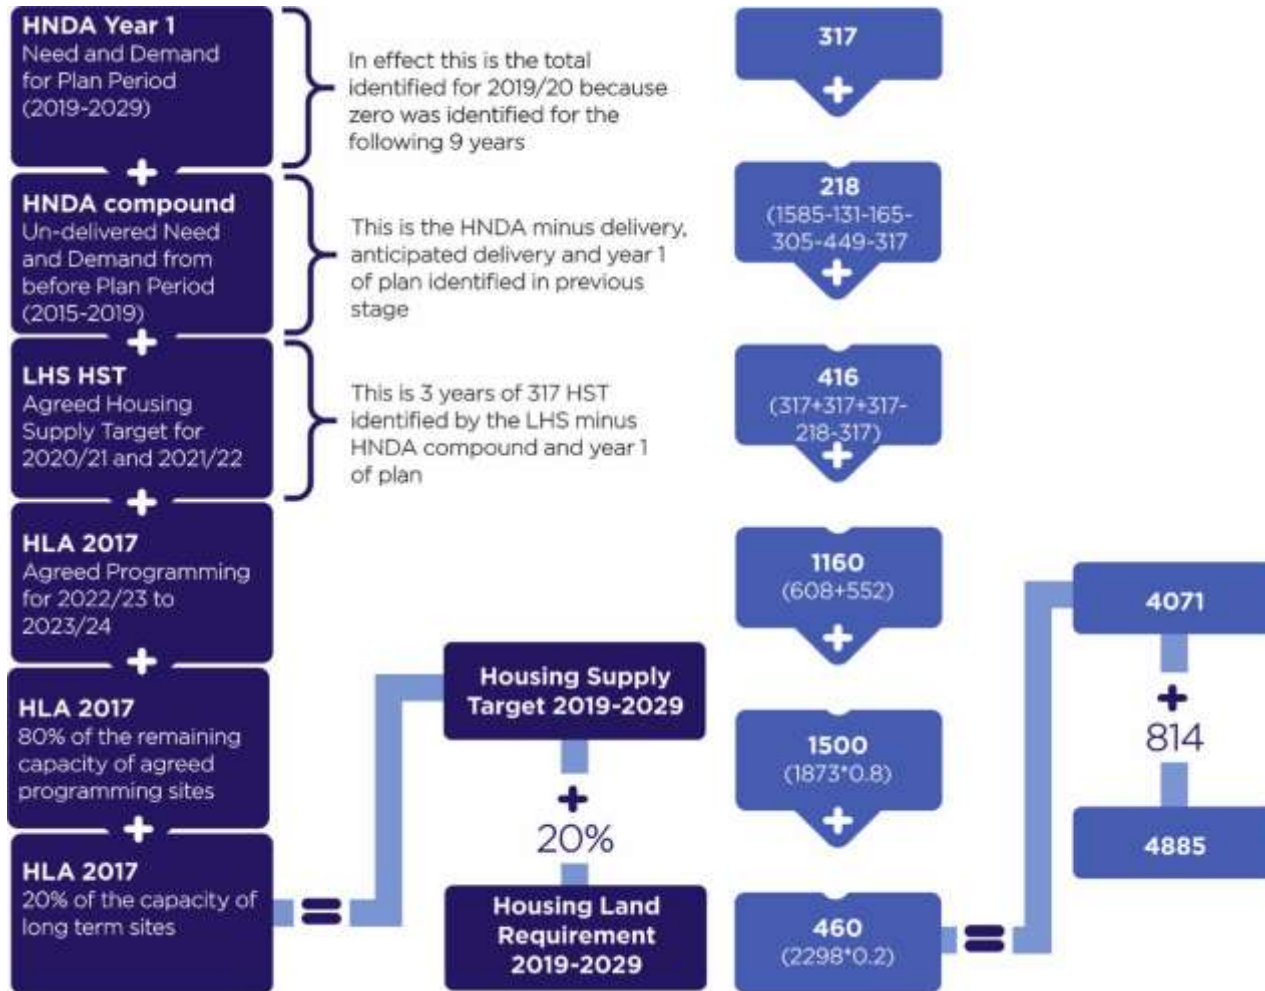 HNDA Year 1
Need and Demand
for Plan Period
(2019-2029)
+
HNDA compound
Un-delivered Need
and Demand from
before Plan Period
(2015-2019)
+
LHS HST
Agreed Housing
Supply Target for
2020/21 and 2021/22
+
HLA 2017
Agreed Programming
for 2022/23 to
2023/24
+
HLA 2017
80% of the remaining
capacity of agreed
programming sites
+
HLA 2017
20% of the capacity of
long term sites
=
In effect this is the total
identified for 2019/20 because
zero was identified for the
following 9 years
This is the HNDA minus delivery,
anticipated delivery and year 1
of plan identified in previous
stage
This is 3 years of 317 HST
identified by the LHS minus
HNDA compound and year 1
of plan
Housing Supply
Target 2019-2029
+
20%
Housing Land
Requirement
2019-2029
317
+
218
(1585-131-165-
305-449-317
+
416
(317+317+317-
218-317)
+
1160
(608+552)
+
1500
(1873*0.8)
+
460
(2298*0.2)
=
4071
+
814
4885